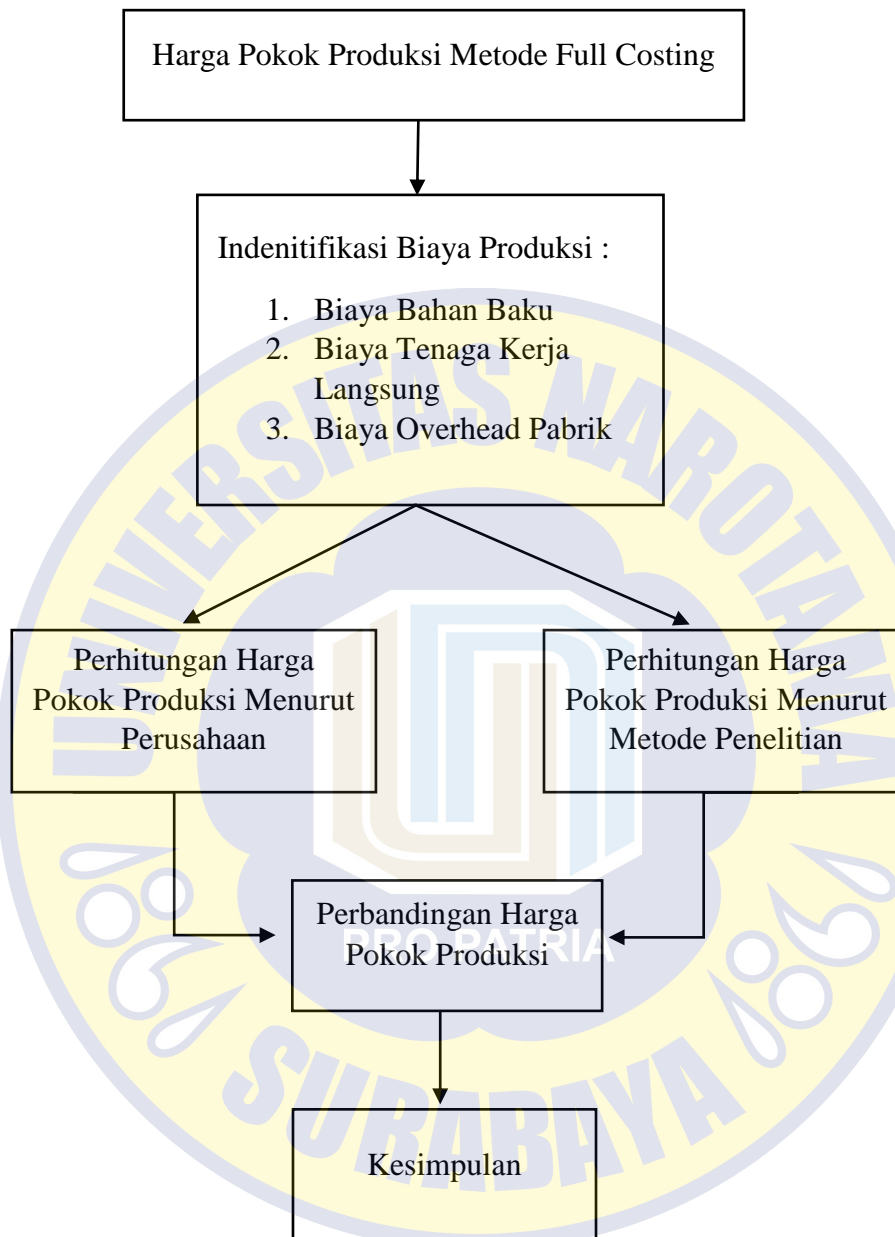 Harga Pokok Produksi Metode Full Costing
Indenitifikasi Biaya Produksi :
1. Biaya Bahan Baku
2. Biaya Tenaga Kerja
Langsung
3. Biaya Overhead Pabrik
Perhitungan Harga
Pokok Produksi Menurut
Perusahaan
Perhitungan Harga
Pokok Produksi Menurut
Metode Penelitian
Perbandingan Harga
Pokok Produksi
Kesimpulan
UNIVERSITAS NAROTAMA
PRO PATRIA
SURABAYA